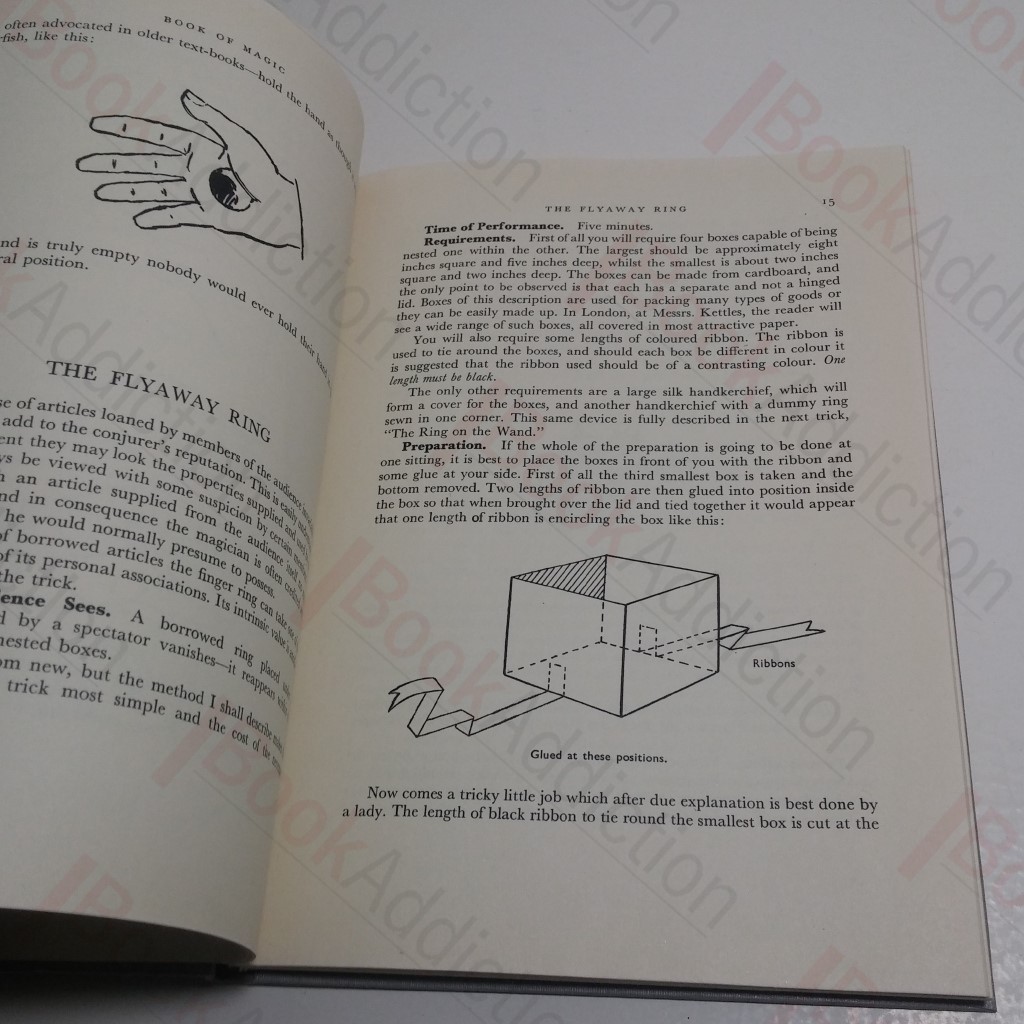 BOOK OF MAGIC
often advocated in older text-books—hold the hand as though
fish, like this:
nd is truly empty nobody would ever hold their hand
ral position.
THE FLYAWAY RING
se of articles loaned by members of the audience
add to the conjurer's reputation. This is easily
ent they may look the properties supplied and used
ys be viewed with some suspicion by certain
h an article supplied from the audience itself
nd in consequence the magician is often credited
he would normally presume to possess.
of borrowed articles the finger ring can take
of its personal associations. Its intrinsic value is
the trick.
ience Sees. A borrowed ring placed
d by a spectator vanishes—it reappears
nested boxes.
om new, but the method I shall describe
trick most simple and the cost of the
THE FLYAWAY RING 15
Time of Performance. Five minutes.
Requirements. First of all you will require four boxes capable of being
nested one within the other. The largest should be approximately eight
inches square and five inches deep, whilst the smallest is about two inches
square and two inches deep. The boxes can be made from cardboard, and
the only point to be observed is that each has a separate and not a hinged
lid. Boxes of this description are used for packing many types of goods or
they can be easily made up. In London, at Messrs. Kettles, the reader will
see a wide range of such boxes, all covered in most attractive paper.
You will also require some lengths of coloured ribbon. The ribbon is
used to tie around the boxes, and should each box be different in colour it
is suggested that the ribbon used should be of a contrasting colour. One
length must be black.
The only other requirements are a large silk handkerchief, which will
form a cover for the boxes, and another handkerchief with a dummy ring
sewn in one corner. This same device is fully described in the next trick,
"The Ring on the Wand."
Preparation. If the whole of the preparation is going to be done at
one sitting, it is best to place the boxes in front of you with the ribbon and
some glue at your side. First of all the third smallest box is taken and the
bottom removed. Two lengths of ribbon are then glued into position inside
the box so that when brought over the lid and tied together it would appear
that one length of ribbon is encircling the box like this:
Ribbons
Glued at these positions.
Now comes a tricky little job which after due explanation is best done by
a lady. The length of black ribbon to tie round the smallest box is cut at the
BookAddiction